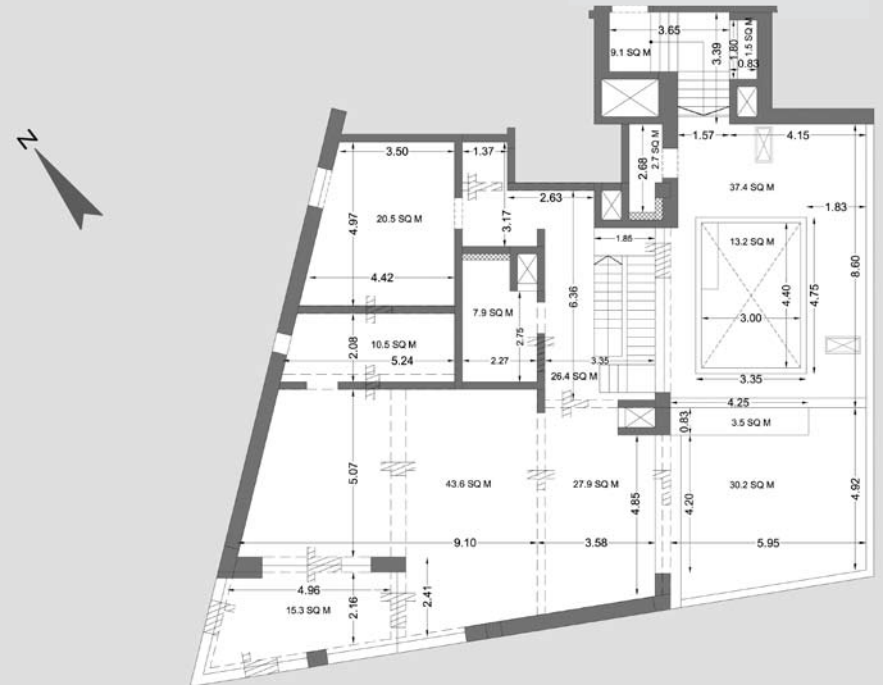 3.65
9.1 SQ M
3.39
1.80
1.5 SQ M
0.83
N
3.50
1.37
2.68
2.7 SQ M
1.57
4.15
37.4 SQ M
1.83
20.5 SQ M
4.97
2.63
3.17
13.2 SQ M
8.60
4.42
1.85
6.36
4.40
4.75
7.9 SQ M
2.75
3.00
10.5 SQ M
2.08
5.24
2.27
3.35
26.4 SQ M
3.35
4.25
0.83
3.5 SQ M
5.07
43.6 SQ M
27.9 SQ M
4.85
4.20
30.2 SQ M
4.92
9.10
3.58
5.95
4.96
15.3 SQ M
2.16
2.41